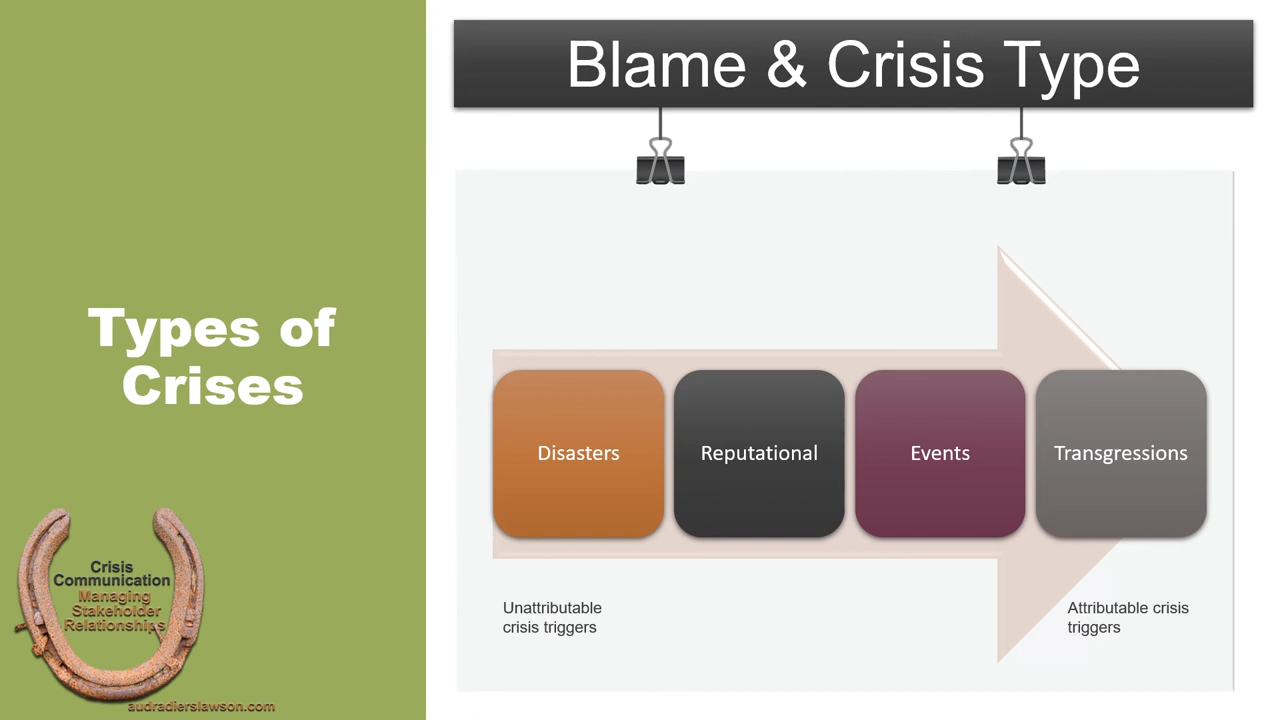 Blame & Crisis Type
Types of
Crises
Disasters
Reputational
Events
Transgressions
Unattributable
crisis triggers
Attributable crisis
triggers
Crisis
Communication
Managing
Stakeholder
Relationships
audradierslawson.com